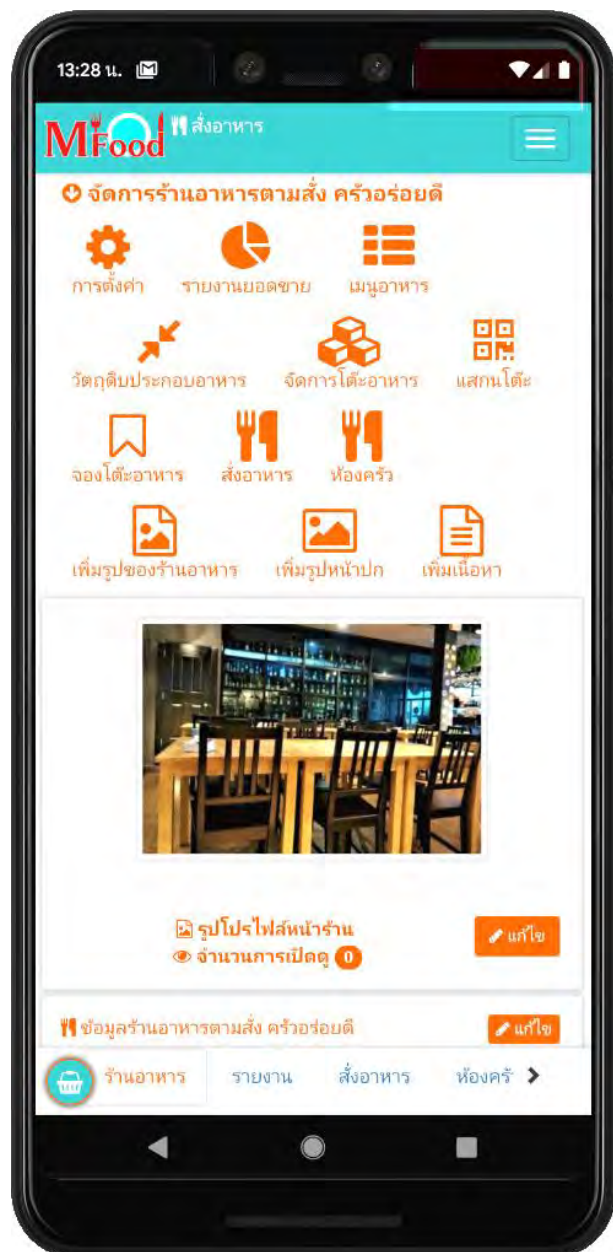 13:28 น.
MFood สั่งอาหาร
จัดการร้านอาหารตามสั่ง ครัวอร่อยดี
การตั้งค่า รายงานยอดขาย เมนูอาหาร
วัตถุดิบประกอบอาหาร จัดการโต๊ะอาหาร แสกนโต๊ะ
จองโต๊ะอาหาร สั่งอาหาร ห้องครัว
เพิ่มรูปของร้านอาหาร เพิ่มรูปหน้าปก เพิ่มเนื้อหา
รูปโปรไฟล์หน้าร้าน
แก้ไข
จำนวนการเปิดดู 0
ข้อมูลร้านอาหารตามสั่ง ครัวอร่อยดี แก้ไข
ร้านอาหาร รายงาน สั่งอาหาร ห้องครั